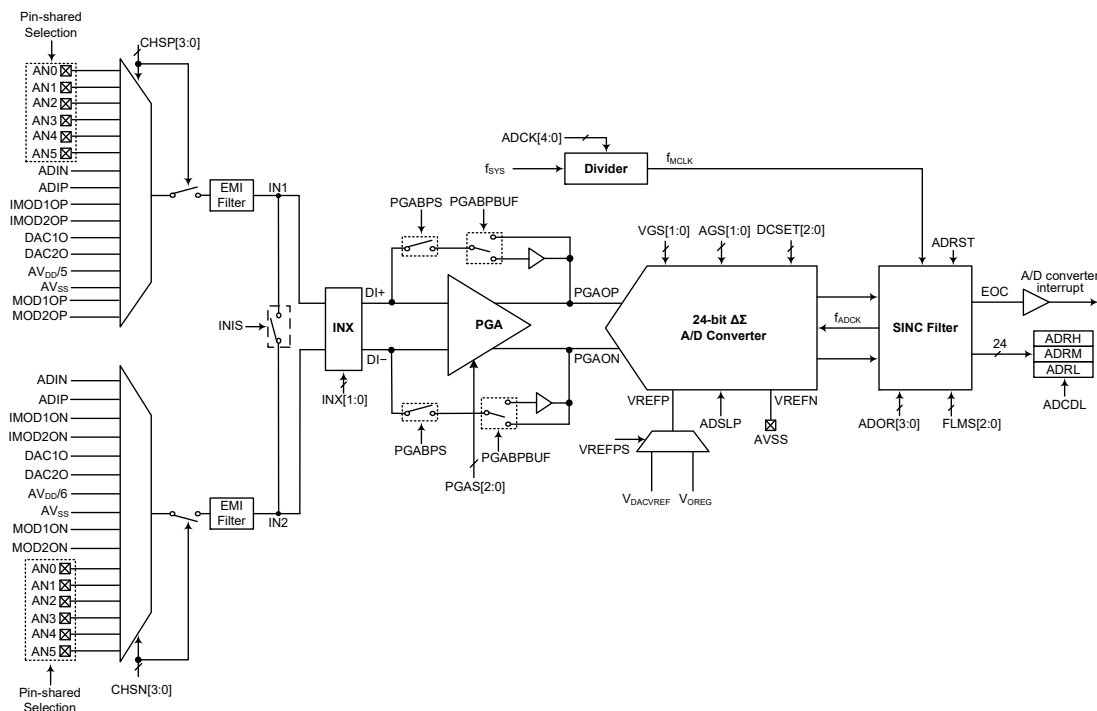 Pin-shared
Selection
CHSP[3:0]
AN0
AN1
AN2
AN3
AN4
AN5
ADIN
ADIP
IMOD1OP
IMOD2OP
DAC1O
DAC2O
AVDD/5
AVSS
MOD1OP
MOD2OP
EMI
Filter
IN1
INIS
ADIN
ADIP
IMOD1ON
IMOD2ON
DAC1O
DAC2O
AVDD/6
AVSS
MOD1ON
MOD2ON
AN0
AN1
AN2
AN3
AN4
AN5
Pin-shared
Selection
CHSN[3:0]
EMI
Filter
IN2
INX
INX[1:0]
DI+
DI−
PGABPS
PGABPBUF
PGA
PGAOP
PGAON
PGABPS
PGABPBUF
PGAS[2:0]
ADCK[4:0]
fSYS
Divider
fMCLK
VGS[1:0]
AGS[1:0]
DCSET[2:0]
24-bit ΔΣ
A/D Converter
VREFP
ADSLP
VREFN
AVSS
VREFPS
VDACVREF
VOREG
fADCK
ADRST
SINC Filter
ADOR[3:0]
FLMS[2:0]
EOC
A/D converter
interrupt
24
ADRH
ADRM
ADRL
ADCDL